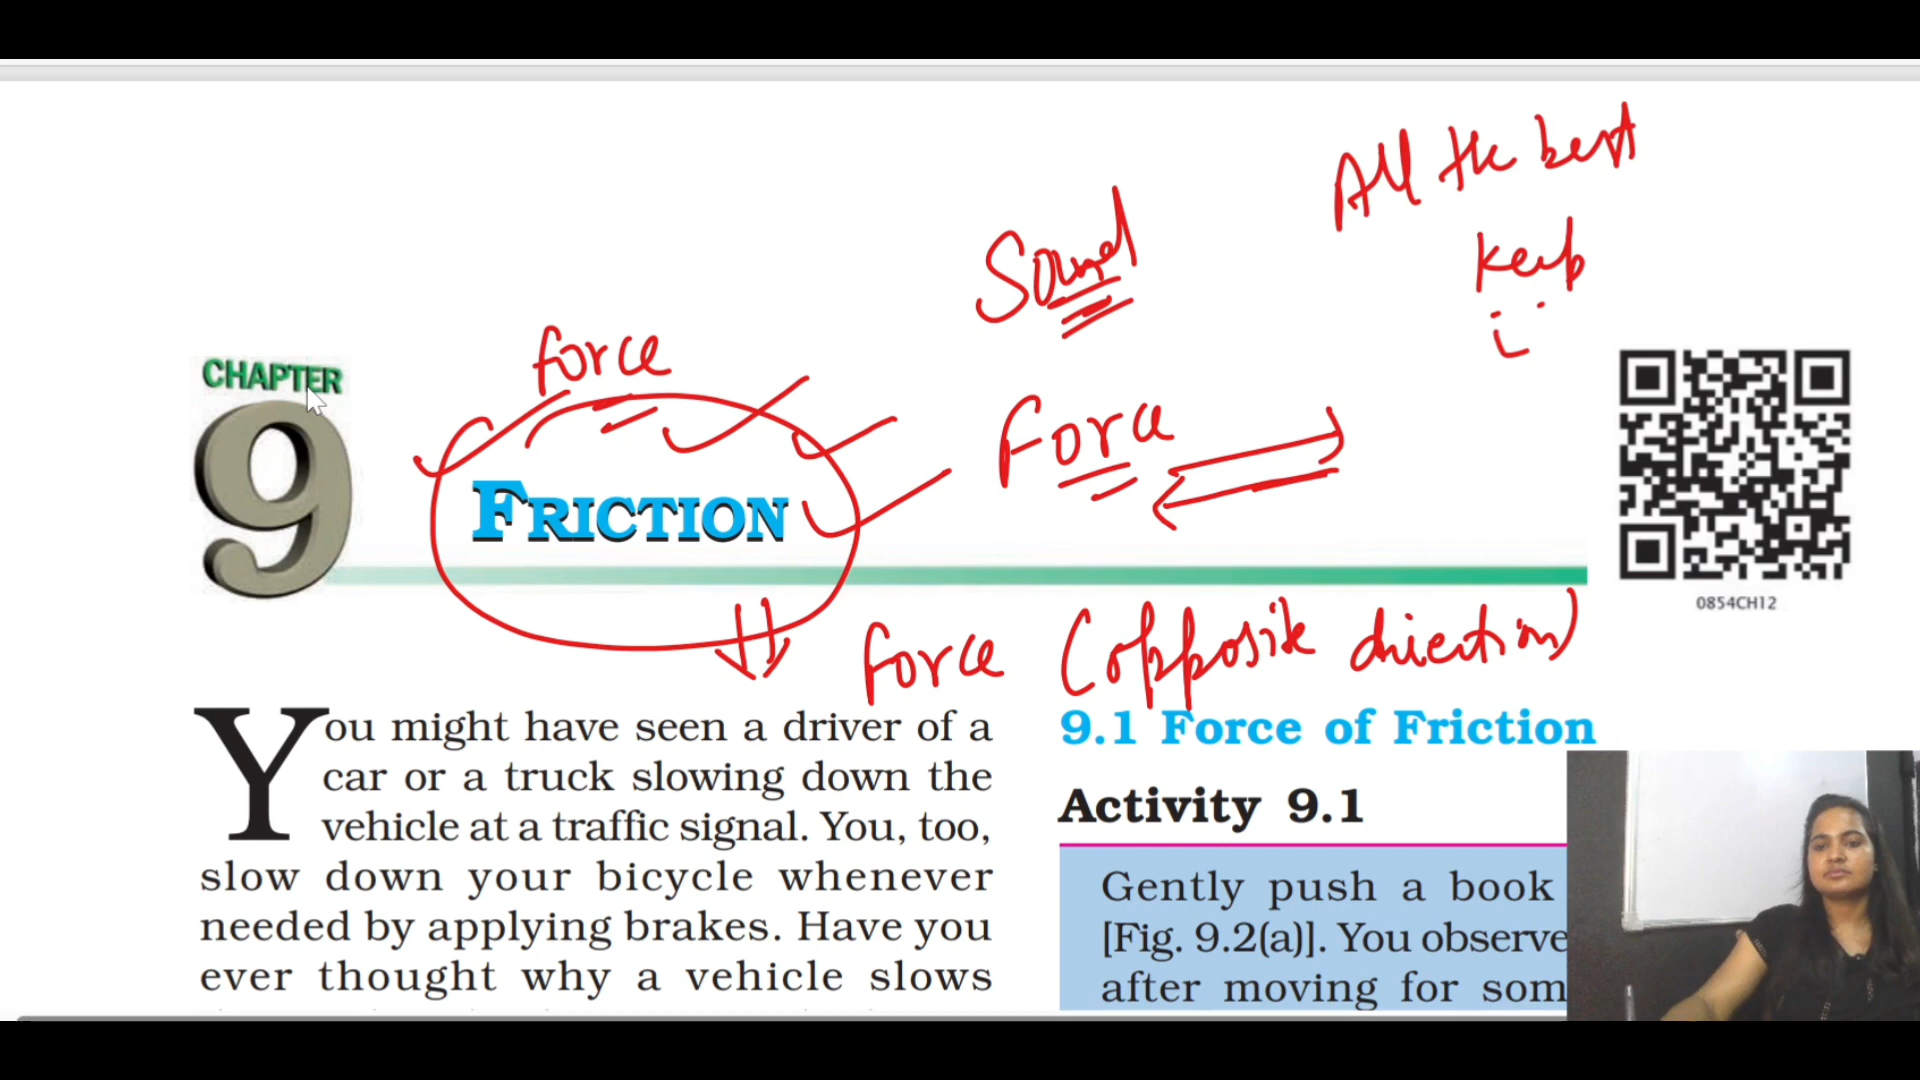 All the best
Keep
Sound
force
Force
CHAPTER
9
FRICTION
0854CH12
Force (opposite direction)
You might have seen a driver of a
car or a truck slowing down the
vehicle at a traffic signal. You, too,
slow down your bicycle whenever
needed by applying brakes. Have you
ever thought why a vehicle slows
9.1 Force of Friction
Activity 9.1
Gently push a book
[Fig. 9.2(a)]. You observe
after moving for som